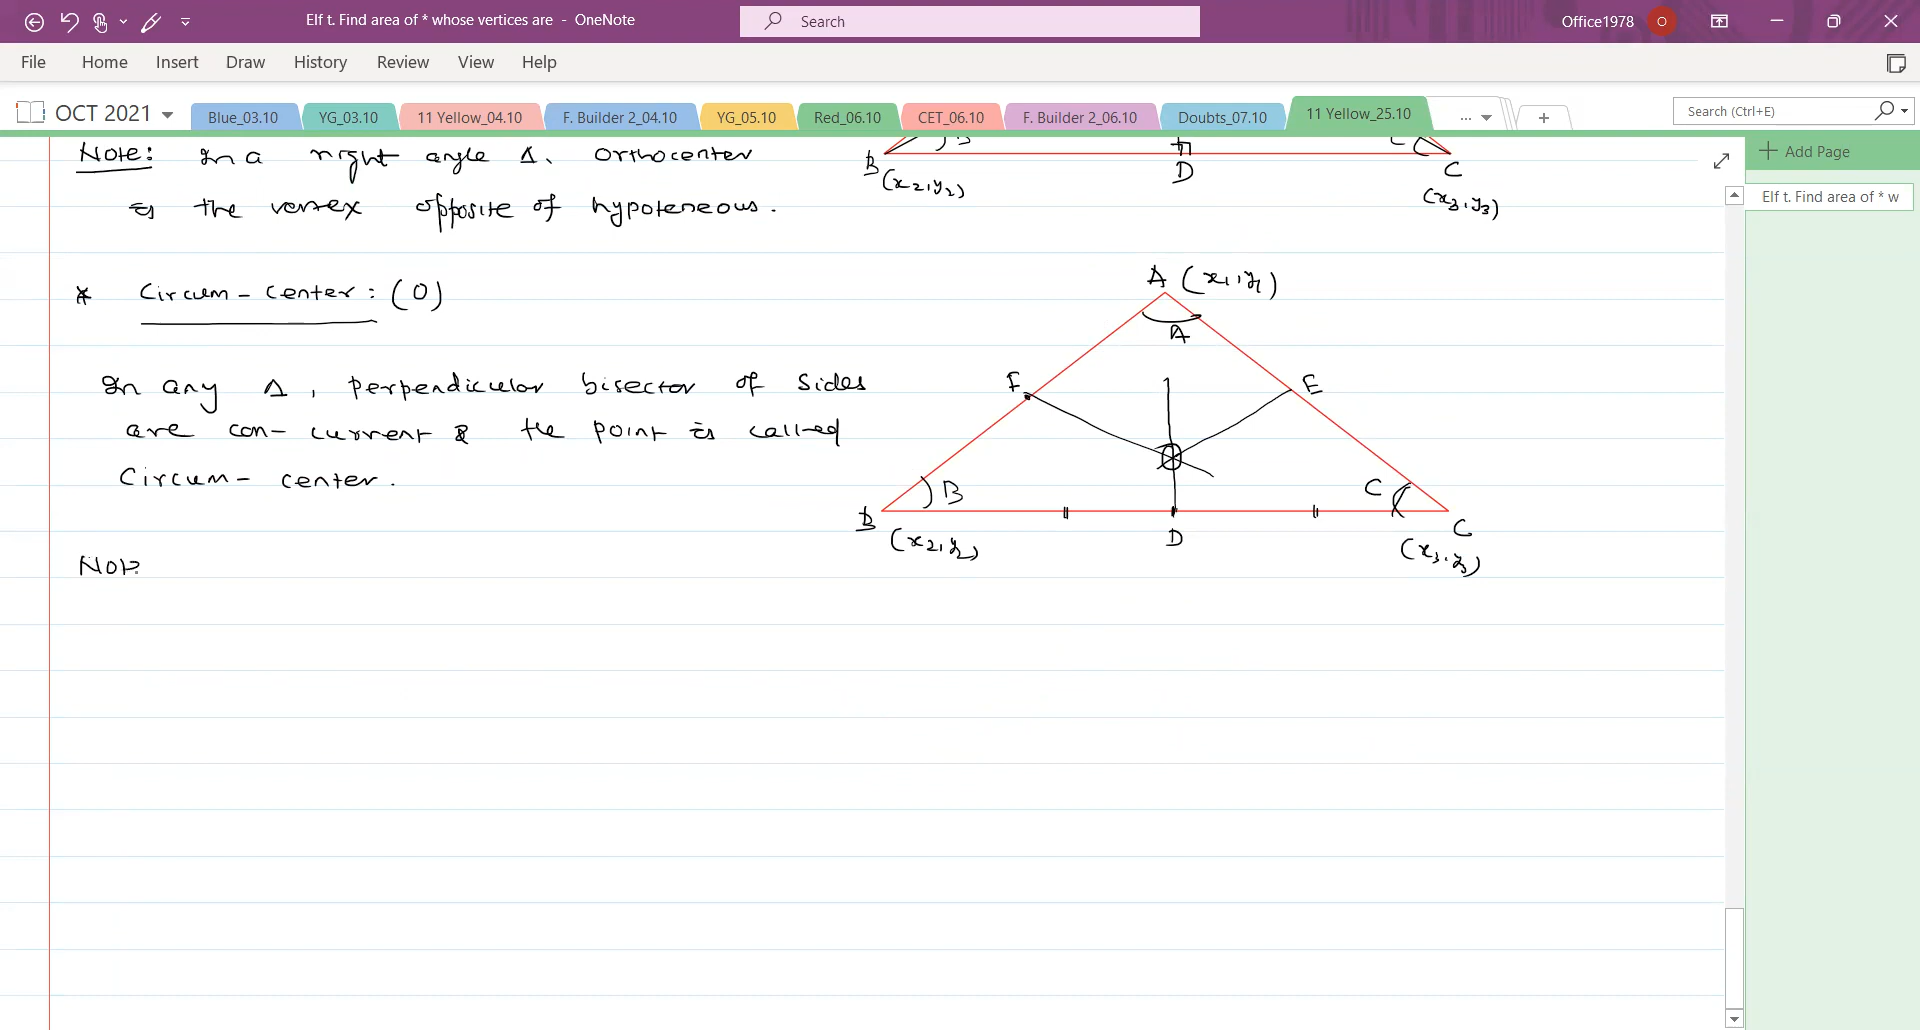 Elf t. Find area of * whose vertices are - OneNote
Search
Office1978
O
File Home Insert Draw History Review View Help
OCT 2021
Blue_03.10
YG_03.10
11 Yellow_04.10
F. Builder 2_04.10
YG_05.10
Red_06.10
CET_06.10
F. Builder 2_06.10
Doubts_07.10
11 Yellow_25.10
...
+
Search (Ctrl+E)
Add Page
Elf t. Find area of * w
Note: In a right angle Δ, orthocenter
is the vertex opposite of hypoteneous.
B
(x2,y2)
D
C
(x3,y3)
* Circum-center: (O)
In any Δ, perpendicular bisector of sides
are con-current & the point is called
Circum-center.
A (x1,y1)
A
F
E
O
B
C
B
(x2,y2)
D
C
(x3,y3)